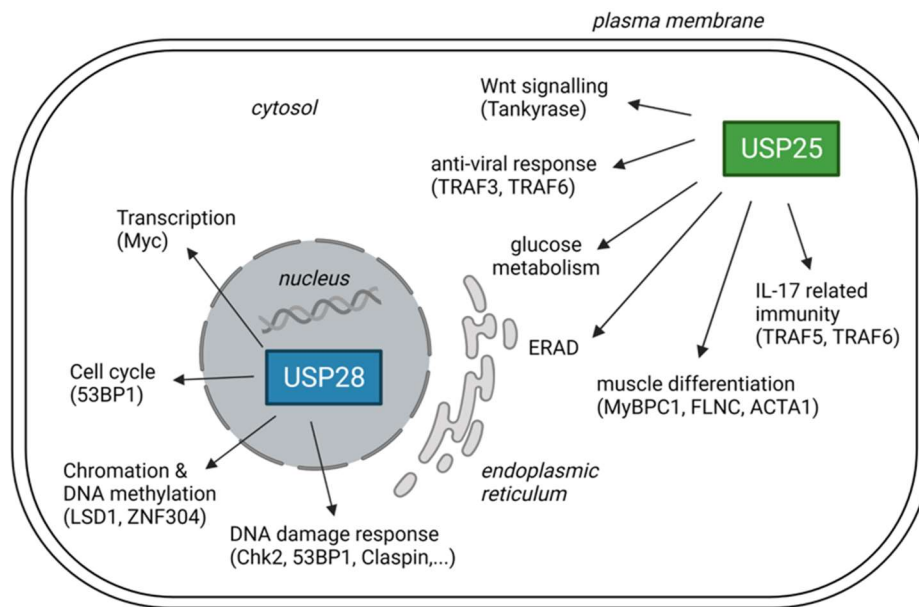 plasma membrane
cytosol
Wnt signalling
(Tankyrase)
USP25
anti-viral response
(TRAF3, TRAF6)
glucose
metabolism
IL-17 related
immunity
(TRAF5, TRAF6)
ERAD
muscle differentiation
(MyBPC1, FLNC, ACTA1)
Transcription
(Myc)
nucleus
USP28
Cell cycle
(53BP1)
Chromation &
DNA methylation
(LSD1, ZNF304)
DNA damage response
(Chk2, 53BP1, Claspin,...)
endoplasmic
reticulum